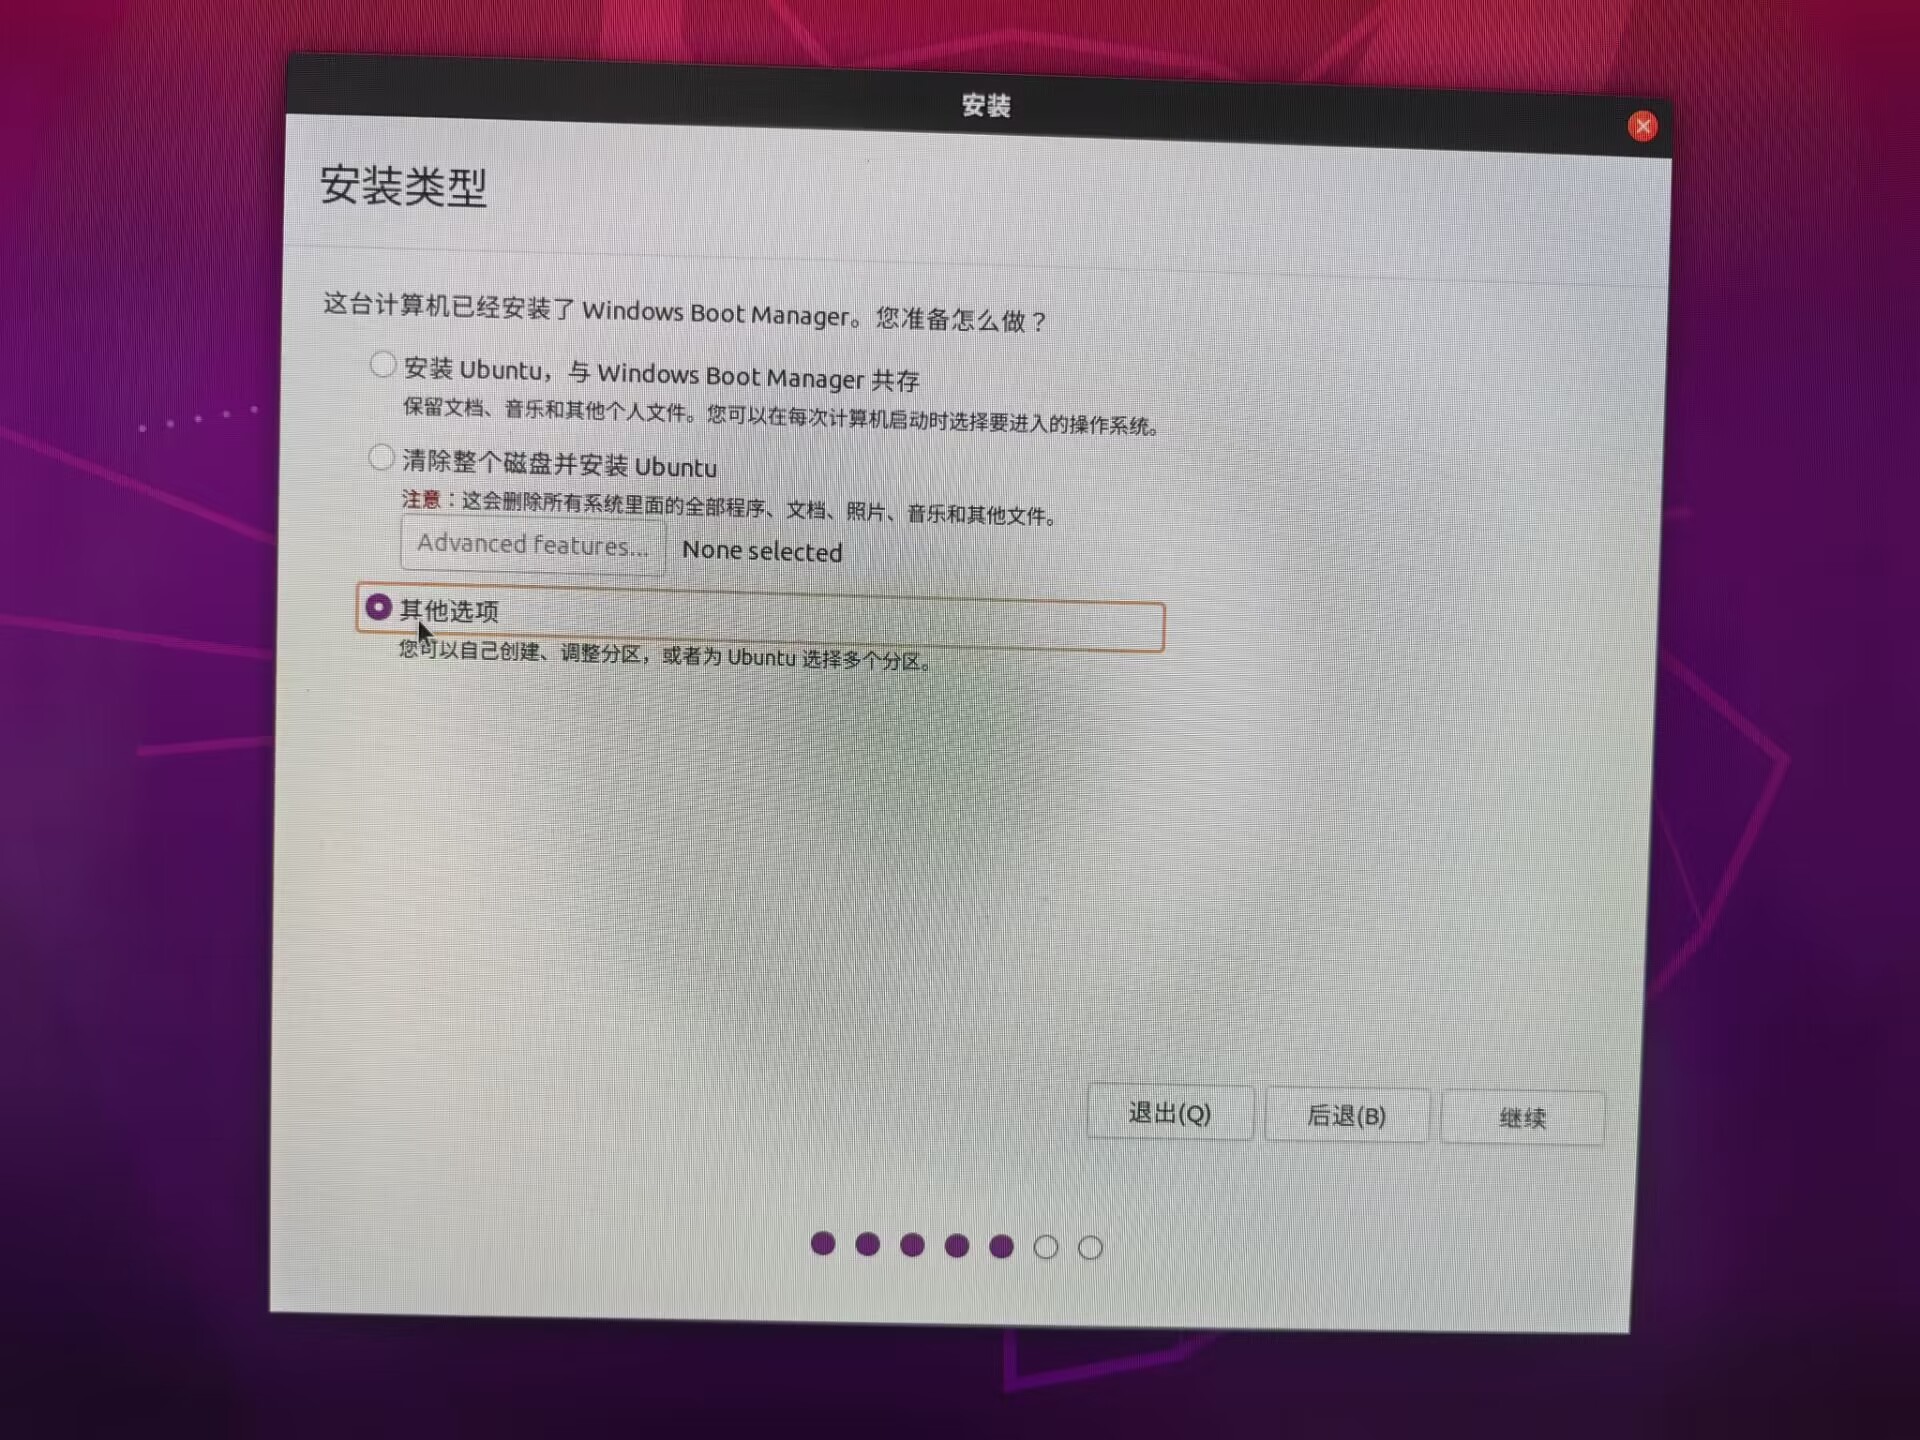 安装
安装类型
这台计算机已经安装了 Windows Boot Manager。您准备怎么做？
安装 Ubuntu，与 Windows Boot Manager 共存
保留文档、音乐和其他个人文件。您可以在每次计算机启动时选择要进入的操作系统。
清除整个磁盘并安装 Ubuntu
注意：这会删除所有系统里面的全部程序、文档、照片、音乐和其他文件。
Advanced features... None selected
其他选项
您可以自己创建、调整分区，或者为 Ubuntu 选择多个分区。
退出(Q) 后退(B) 继续